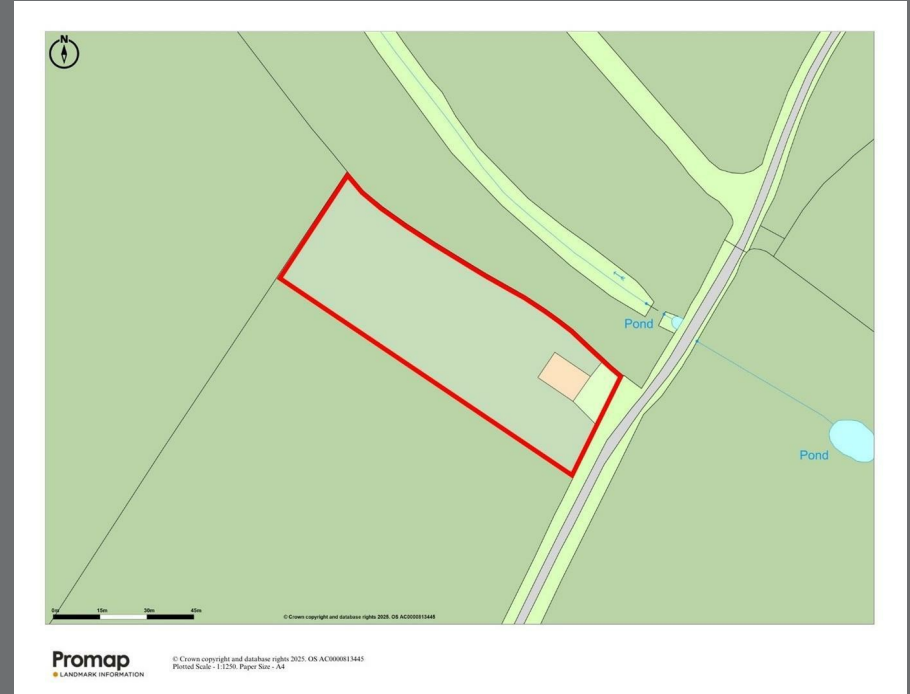 N
Pond
Pond
0m 15m 30m 45m
© Crown copyright and database rights 2025. OS AC0000813445
Promap
LANDMARK INFORMATION
© Crown copyright and database rights 2025. OS AC0000813445
Plotted Scale - 1:1250. Paper Size - A4